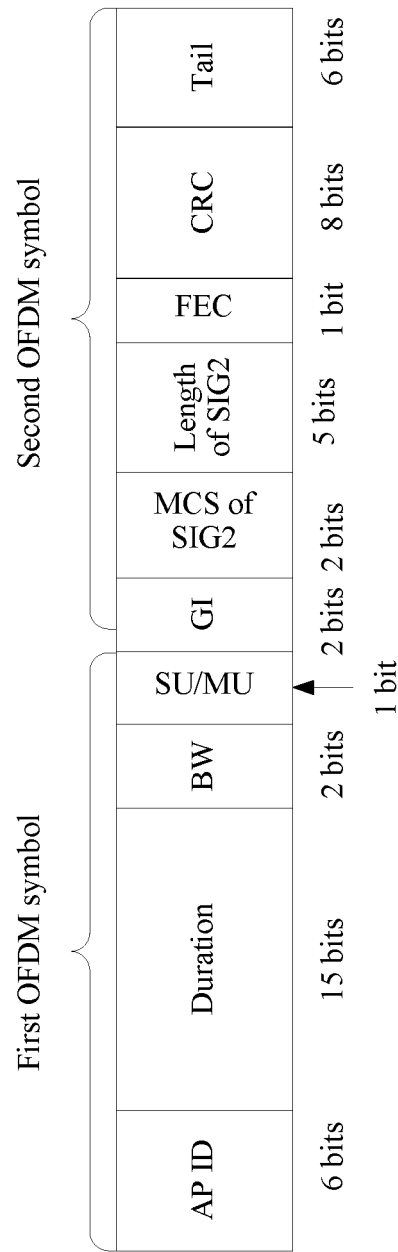 First OFDM symbol
Second OFDM symbol
AP ID
Duration
BW
SU/MU
GI
MCS of
SIG2
Length
of SIG2
FEC
CRC
Tail
6 bits
15 bits
2 bits
1 bit
2 bits
2 bits
5 bits
1 bit
8 bits
6 bits